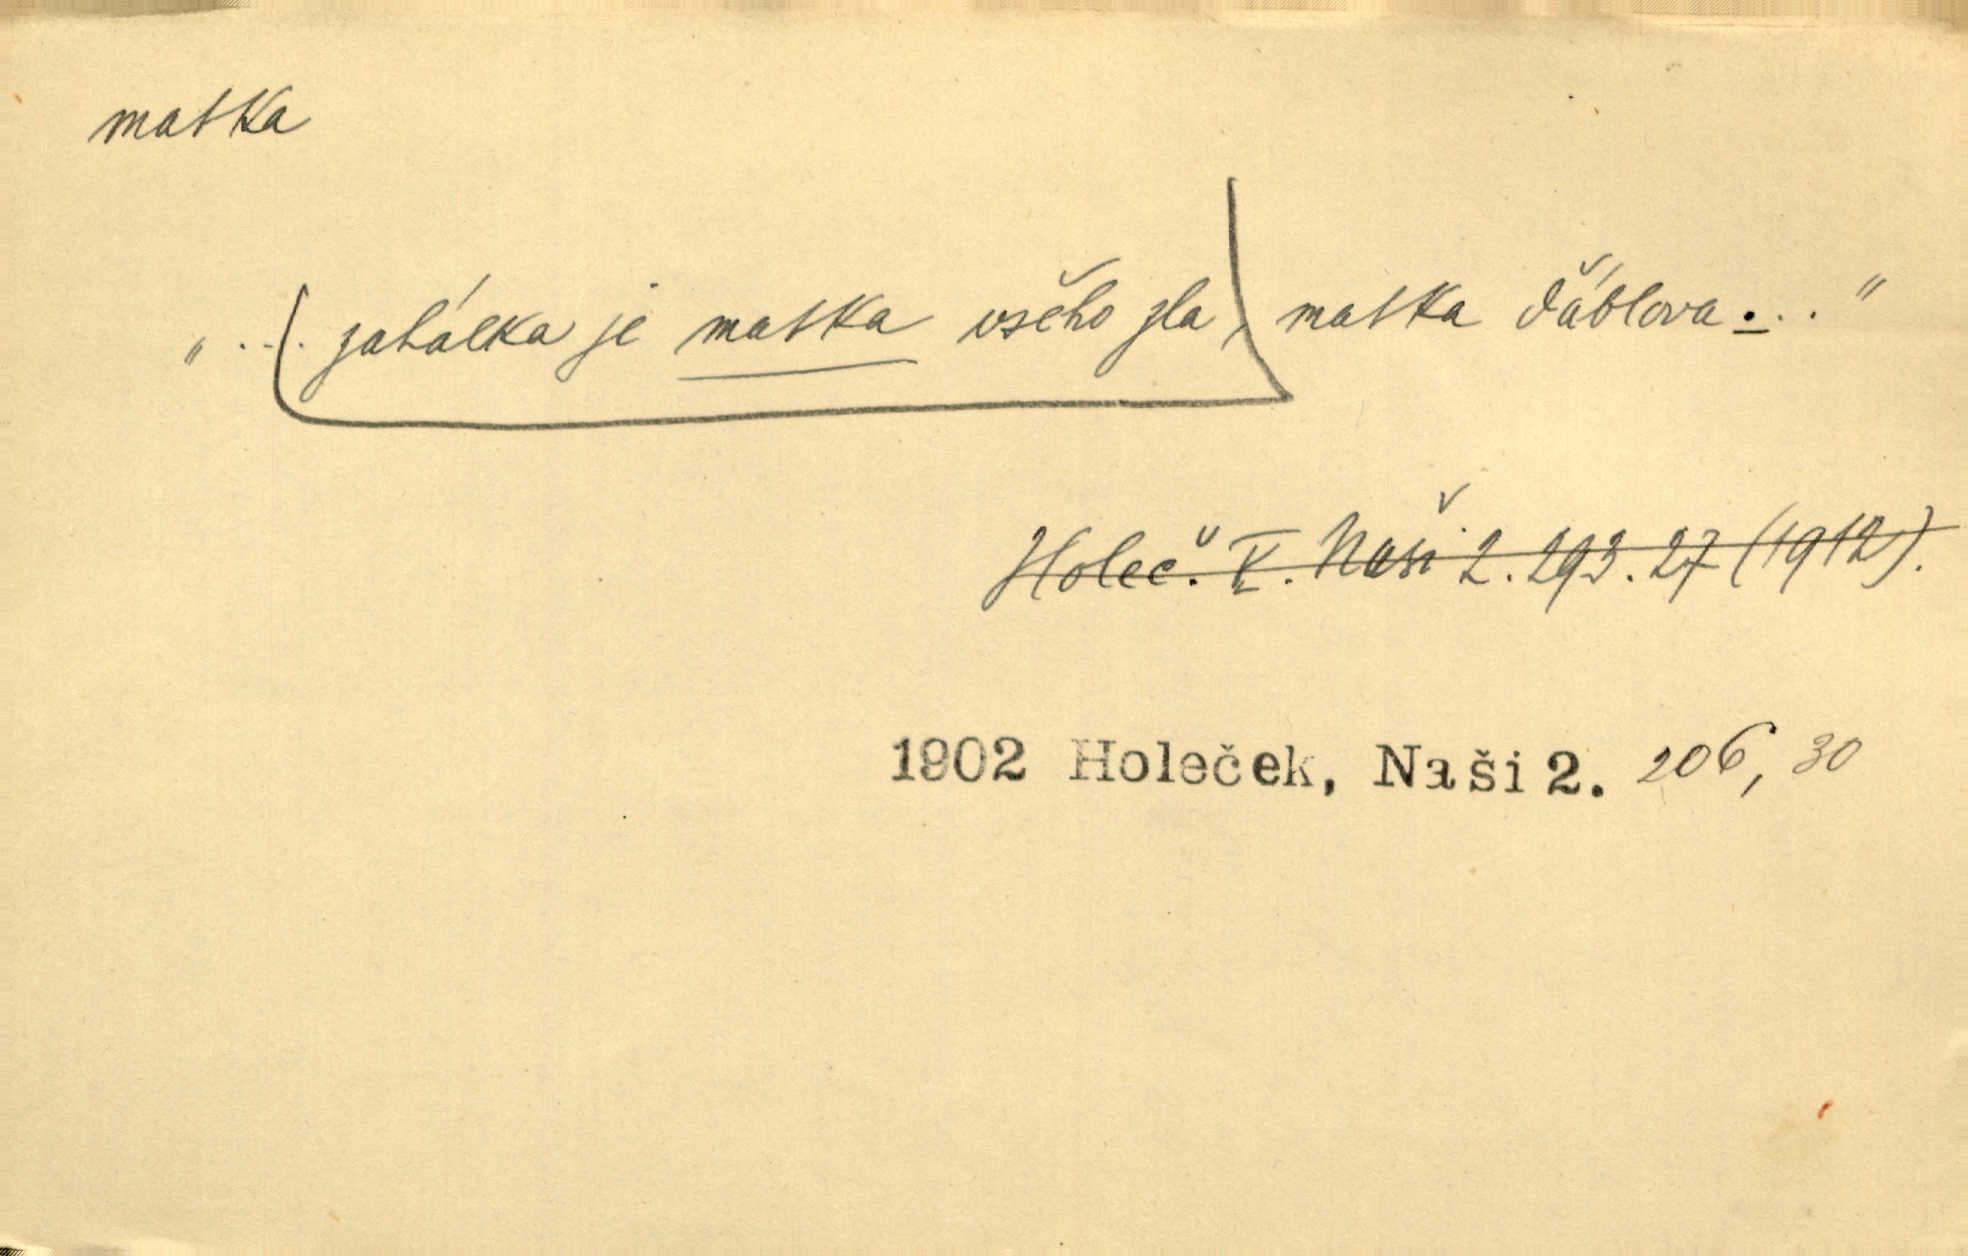 matka
„ .... zahálka je matka všeho zla, matka ďáblova... "
Holeč. V. Naši 2. 293. 27 (1912).
1902 Holeček, Naši 2. 206, 30